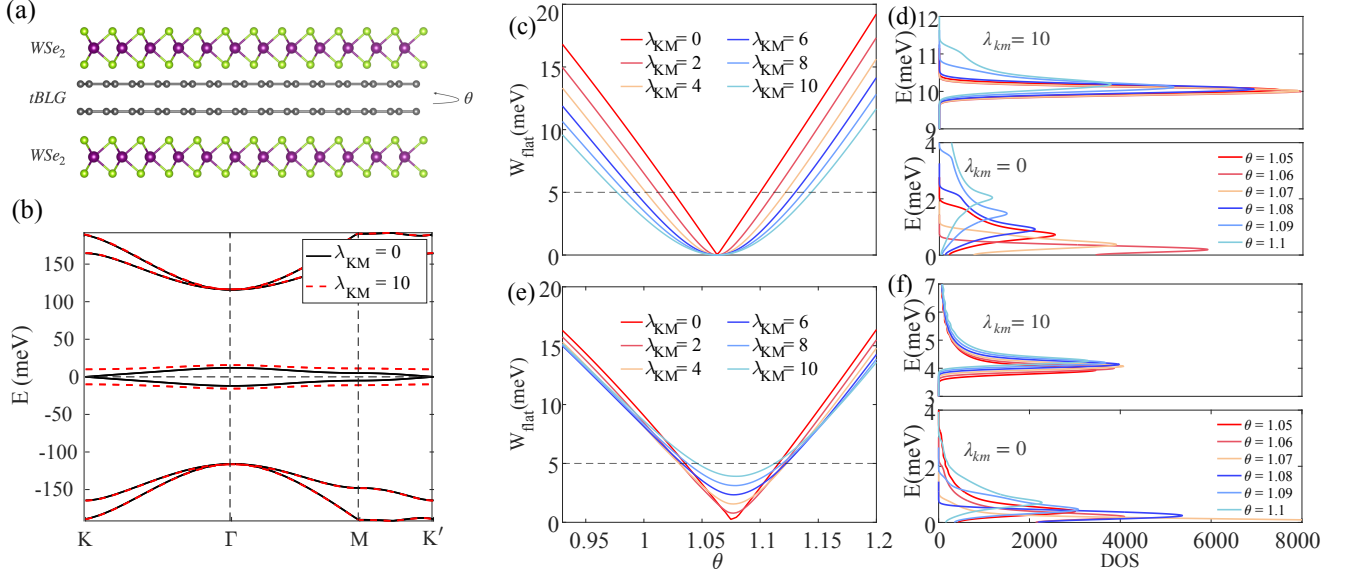 (a)
WSe2
tBLG
θ
WSe2
(b)
E (meV)
150
100
50
0
-50
-100
-150
K
Γ
M
K′
λKM = 0
λKM = 10
(c)
Wflat(meV)
20
15
10
5
0
λKM= 0
λKM= 2
λKM= 4
λKM= 6
λKM= 8
λKM= 10
(d)
E(meV)
12
11
10
9
λkm= 10
E(meV)
4
2
0
λkm= 0
θ = 1.05
θ = 1.06
θ = 1.07
θ = 1.08
θ = 1.09
θ = 1.1
(e)
Wflat(meV)
20
15
10
5
0
λKM= 0
λKM= 2
λKM= 4
λKM= 6
λKM= 8
λKM= 10
0.95
1
1.05
1.1
1.15
1.2
θ
(f)
E(meV)
7
6
5
4
3
λkm= 10
E(meV)
4
2
0
λkm= 0
θ = 1.05
θ = 1.06
θ = 1.07
θ = 1.08
θ = 1.09
θ = 1.1
0
2000
4000
6000
8000
DOS